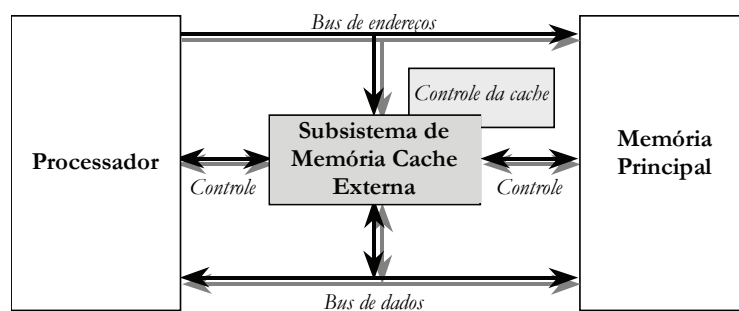 Bus de endereços
Controle da cache
Processador
Controle
Subsistema de
Memória Cache
Externa
Controle
Memória
Principal
Bus de dados